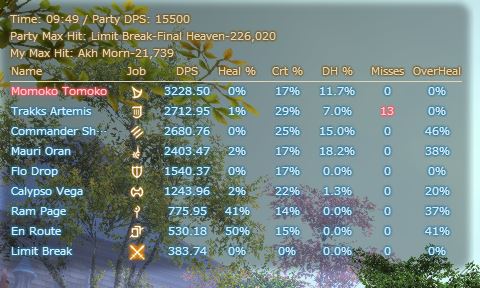 Time: 09:49 / Party DPS: 15500
Party Max Hit: Limit Break-Final Heaven-226,020
My Max Hit: Akh Morn-21,739
Name Job DPS Heal % Crt % DH % Misses OverHeal
Momoko Tomoko 3228.50 0% 17% 11.7% 0 0%
Trakks Artemis 2712.95 1% 29% 7.0% 13 0%
Commander Sh… 2680.76 0% 25% 15.0% 0 46%
Mauri Oran 2403.47 2% 17% 18.2% 0 38%
Flo Drop 1540.37 0% 17% 0.0% 0 0%
Calypso Vega 1243.96 2% 22% 1.3% 0 20%
Ram Page 775.95 41% 14% 0.0% 0 37%
En Route 530.18 50% 15% 0.0% 0 41%
Limit Break 383.74 0% 0% 0.0% 0 0%